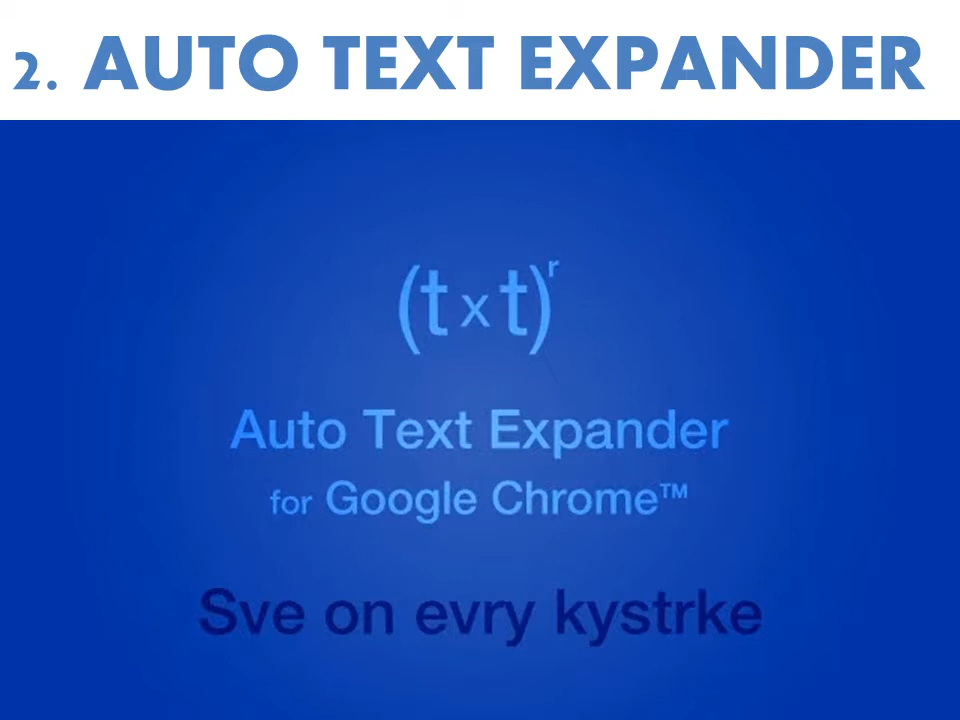 2. AUTO TEXT EXPANDER
(t x t)ʳ
Auto Text Expander
for Google Chrome™
Sve on evry kystrke